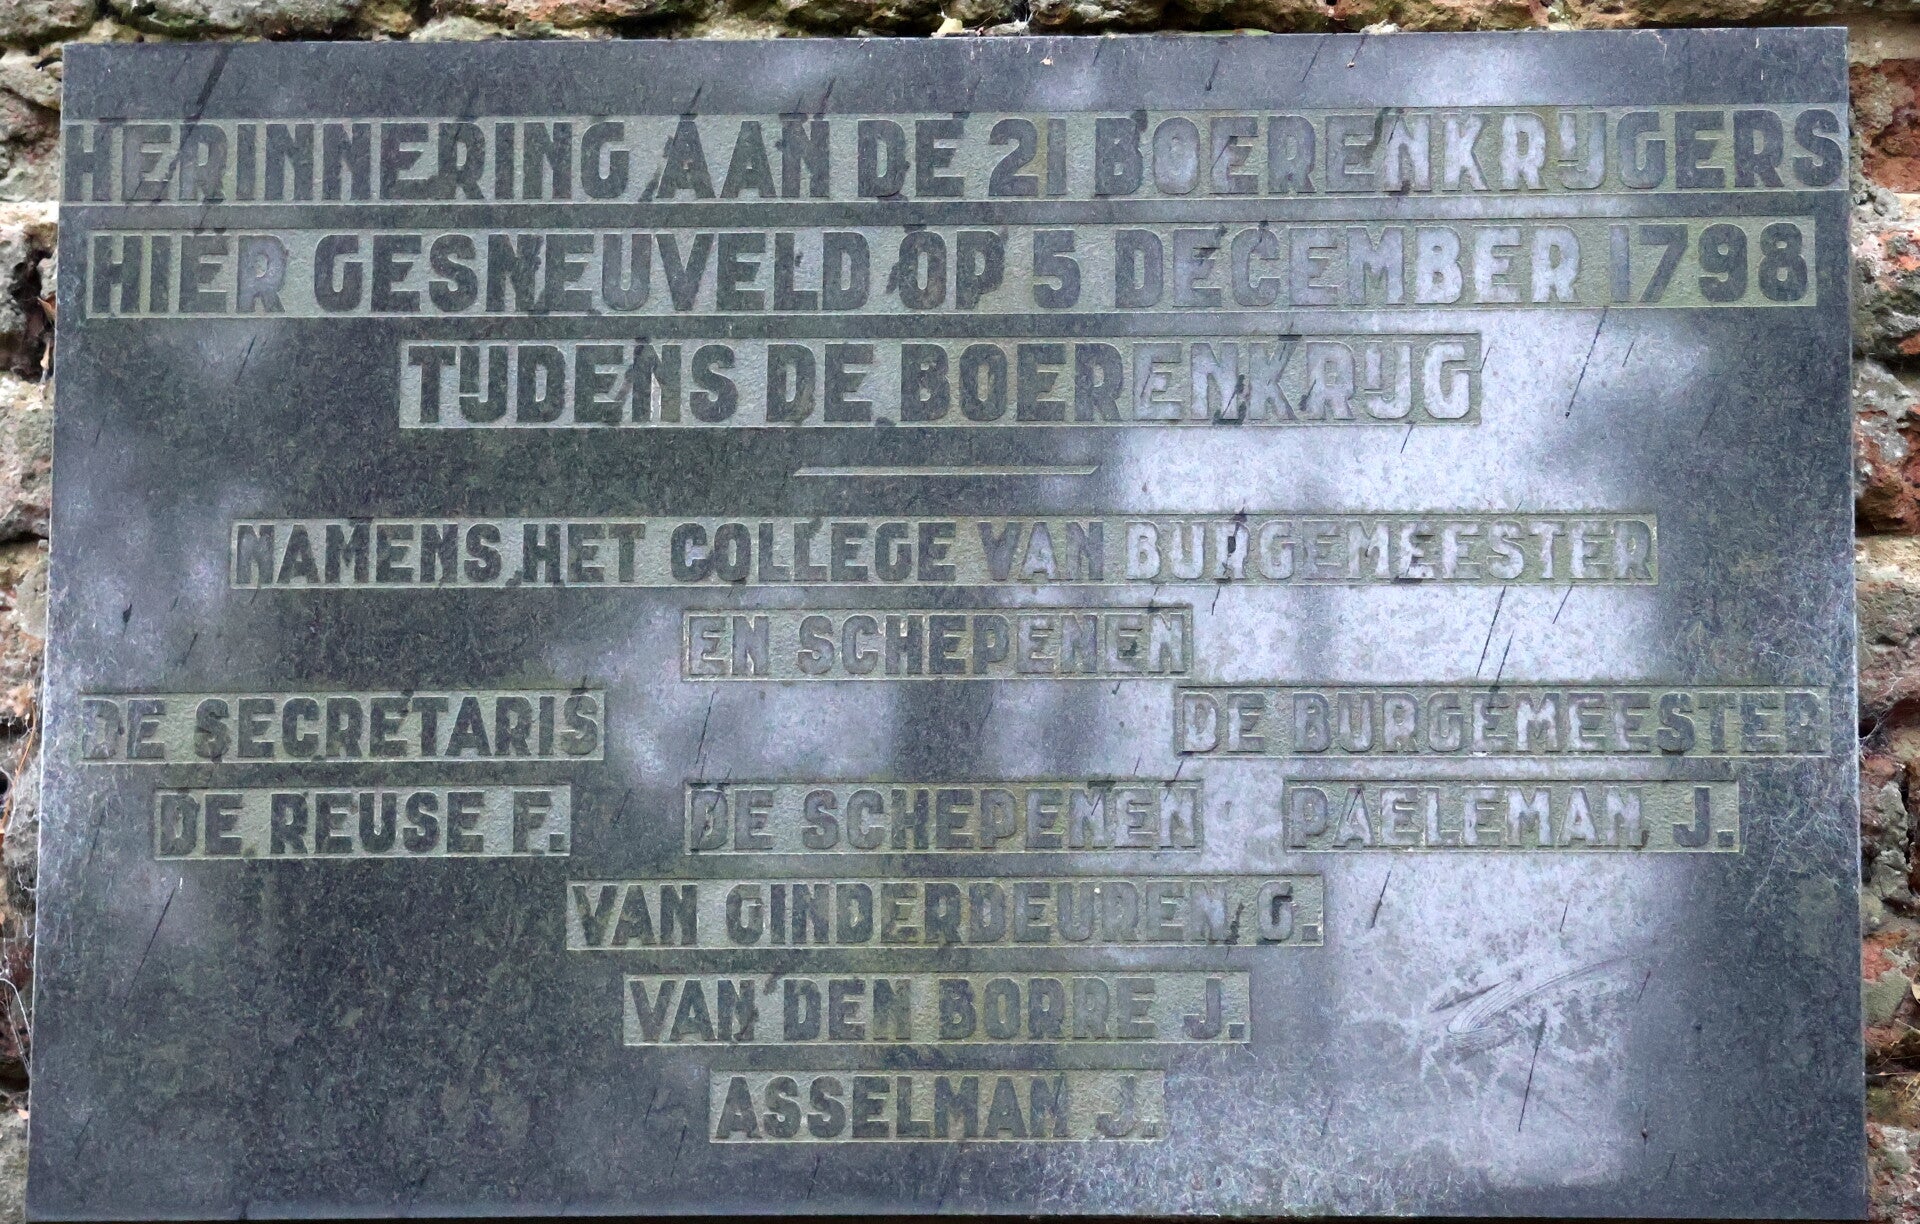 HERINNERING AAN DE 21 BOERENKRIJGERS
HIER GESNEUVELD OP 5 DECEMBER 1798
TIJDENS DE BOERENKRIJG
NAMENS HET COLLEGE VAN BURGEMEESTER
EN SCHEPENEN
DE SECRETARIS
DE REUSE F.
DE BURGEMEESTER
PAELEMAN J.
DE SCHEPENEN
VAN GINDERDEUREN G.
VAN DEN BORRE J.
ASSELMAN J.